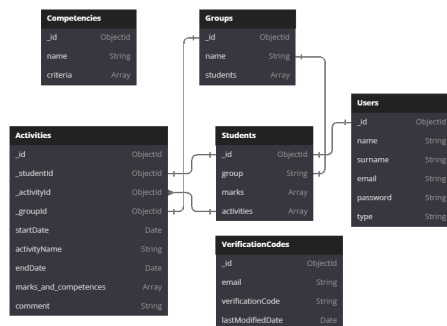 Competencies
_id ObjectId
name String
criteria Array
Groups
_id ObjectId
name String
students Array
Users
_id ObjectId
name String
surname String
email String
password String
type String
Activities
_id ObjectId
_studentId ObjectId
_activityId ObjectId
_groupId ObjectId
startDate Date
activityName String
endDate Date
marks_and_competences Array
comment String
Students
_id ObjectId
group String
marks Array
activities Array
VerificationCodes
_id ObjectId
email String
verificationCode String
lastModifiedDate Date